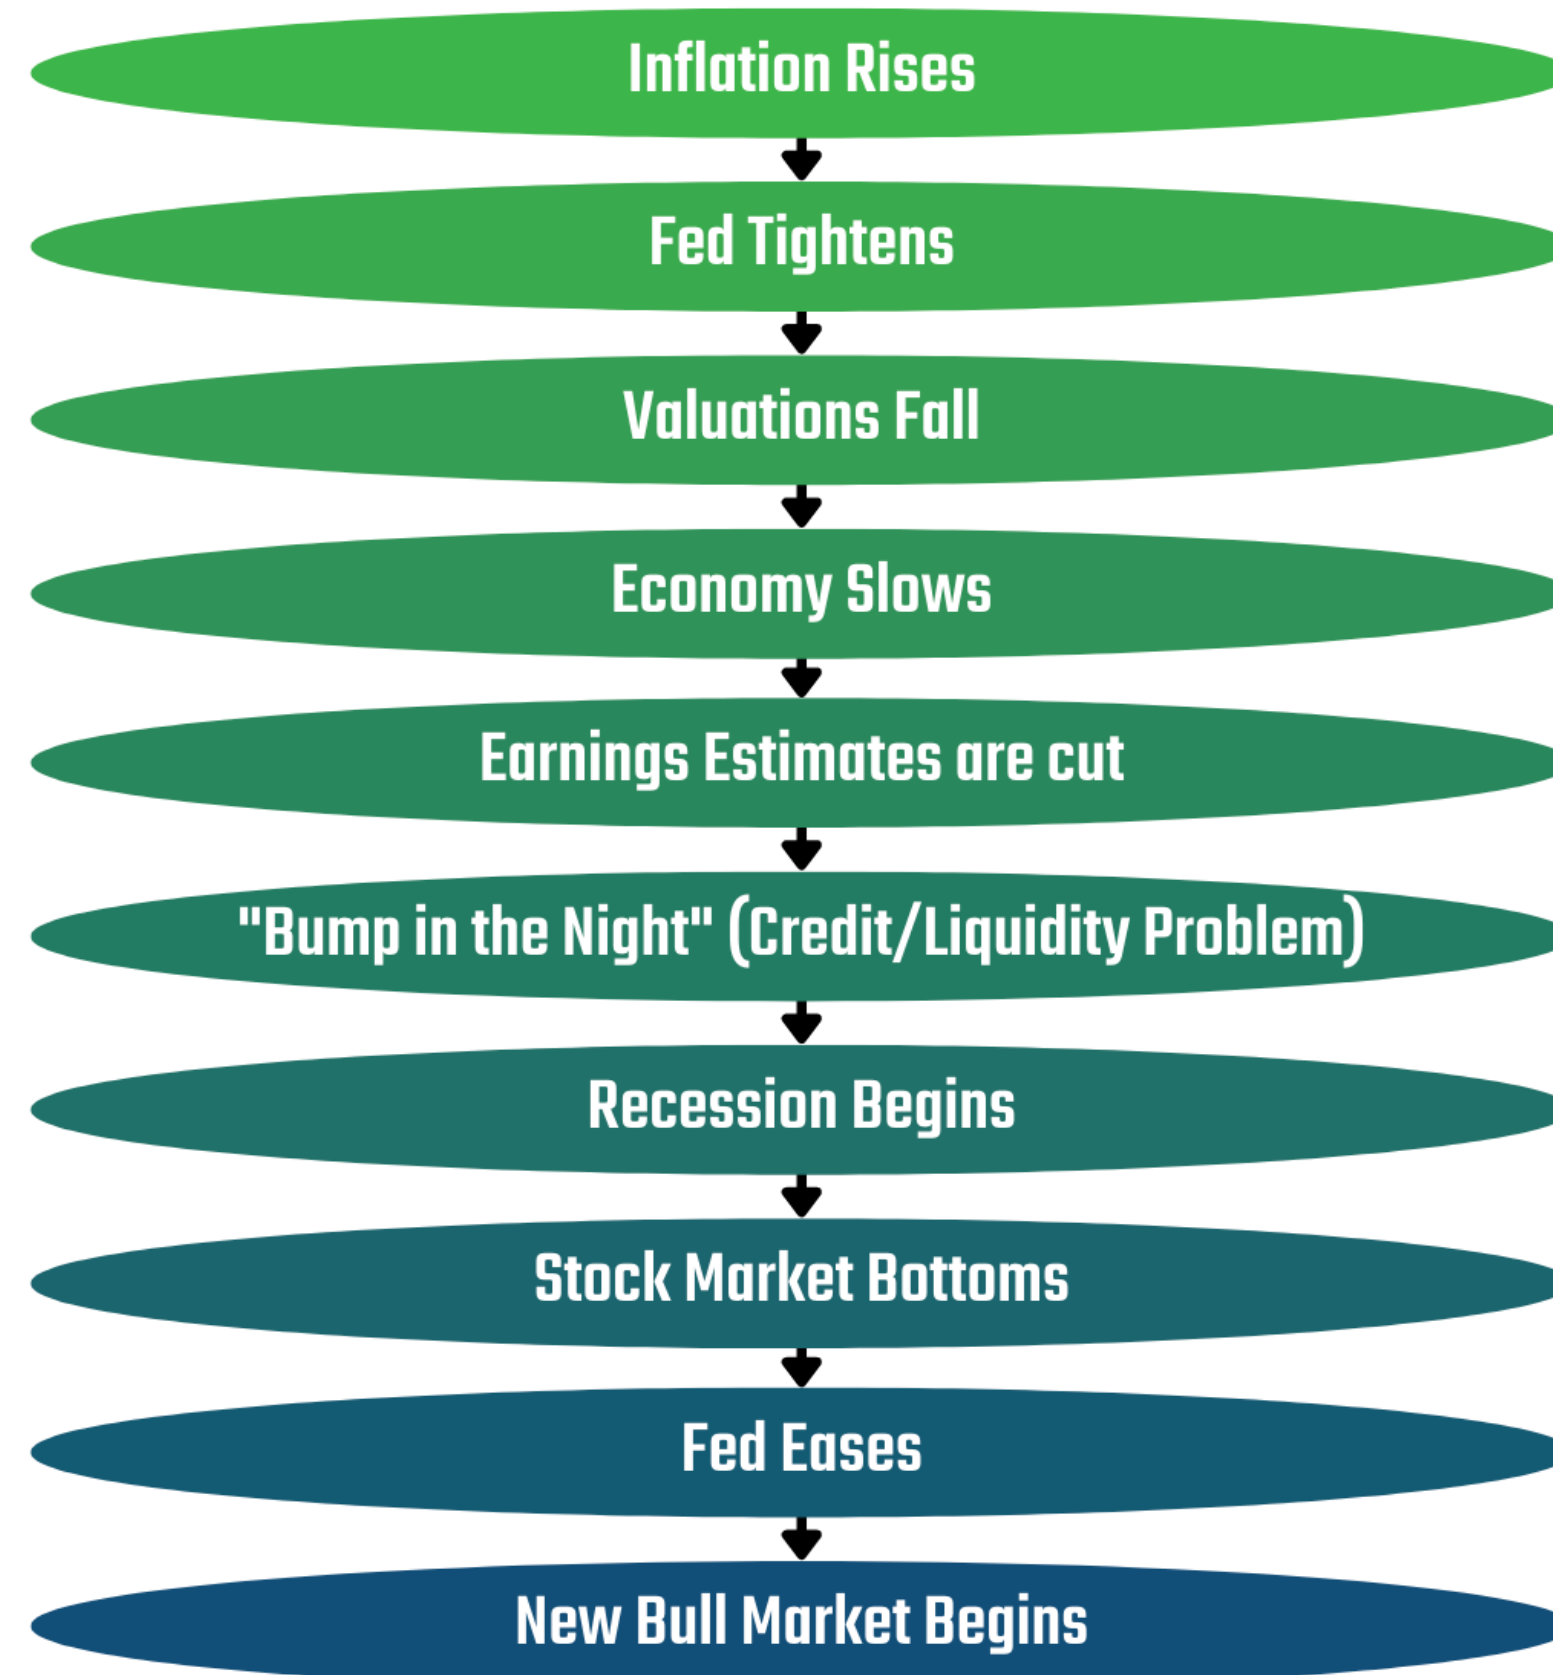 Inflation Rises
Fed Tightens
Valuations Fall
Economy Slows
Earnings Estimates are cut
"Bump in the Night" (Credit/Liquidity Problem)
Recession Begins
Stock Market Bottoms
Fed Eases
New Bull Market Begins